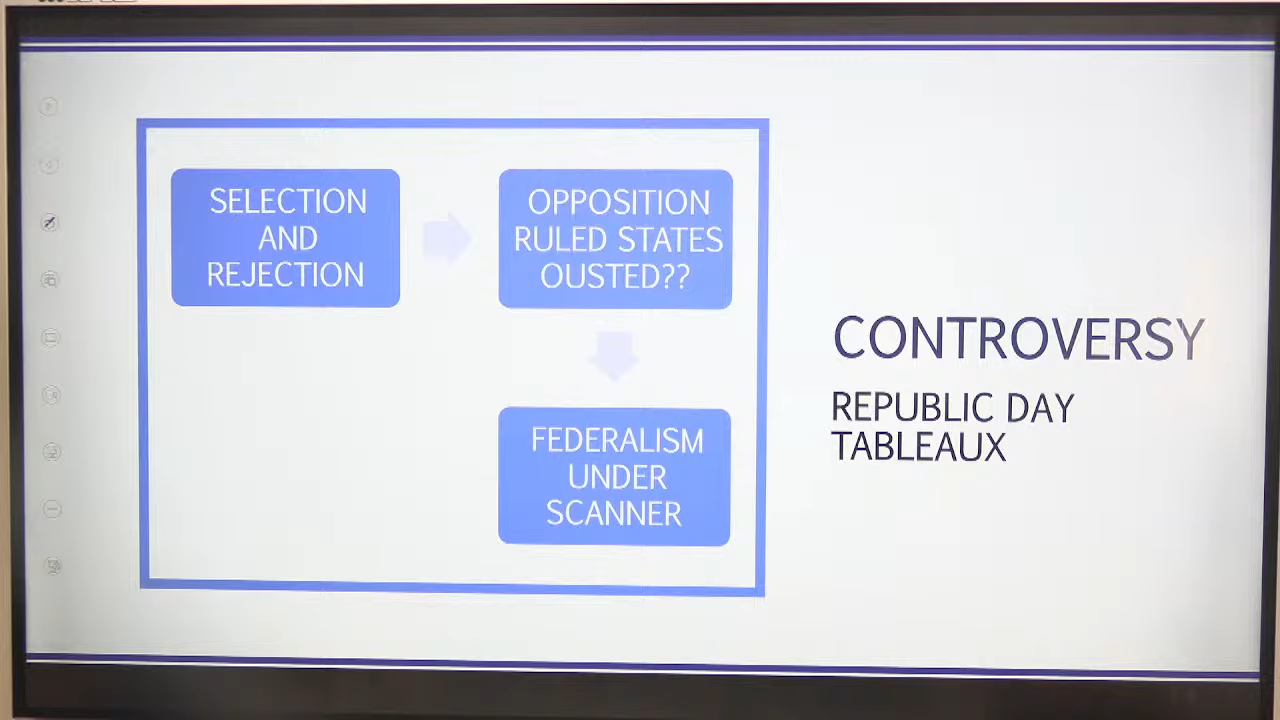 SELECTION
AND
REJECTION
OPPOSITION
RULED STATES
OUSTED??
FEDERALISM
UNDER
SCANNER
CONTROVERSY
REPUBLIC DAY
TABLEAUX